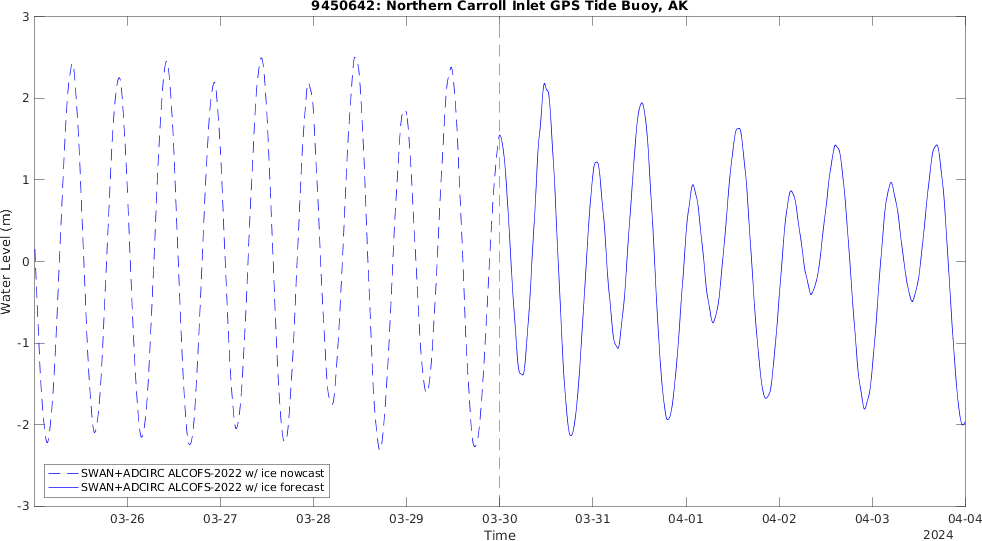 9450642: Northern Carroll Inlet GPS Tide Buoy, AK
3
2
1
0
-1
-2
-3
Water Level (m)
SWAN+ADCIRC ALCOFS-2022 w/ ice nowcast
SWAN+ADCIRC ALCOFS-2022 w/ ice forecast
03-26 03-27 03-28 03-29 03-30 03-31 04-01 04-02 04-03 04-04
Time
2024